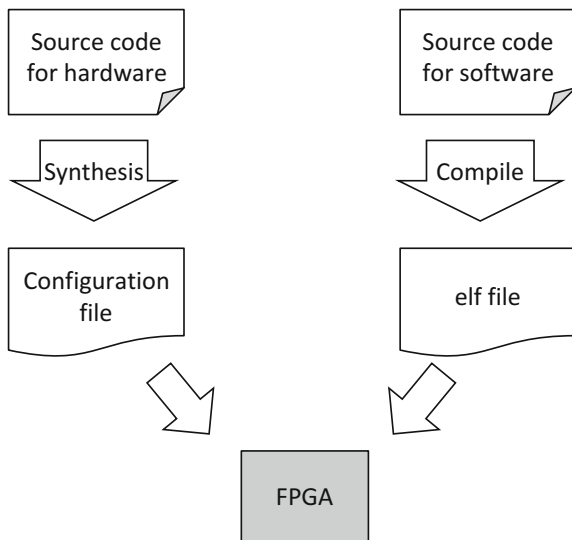 Source code
for hardware
Source code
for software
Synthesis
Compile
Configuration
file
elf file
FPGA